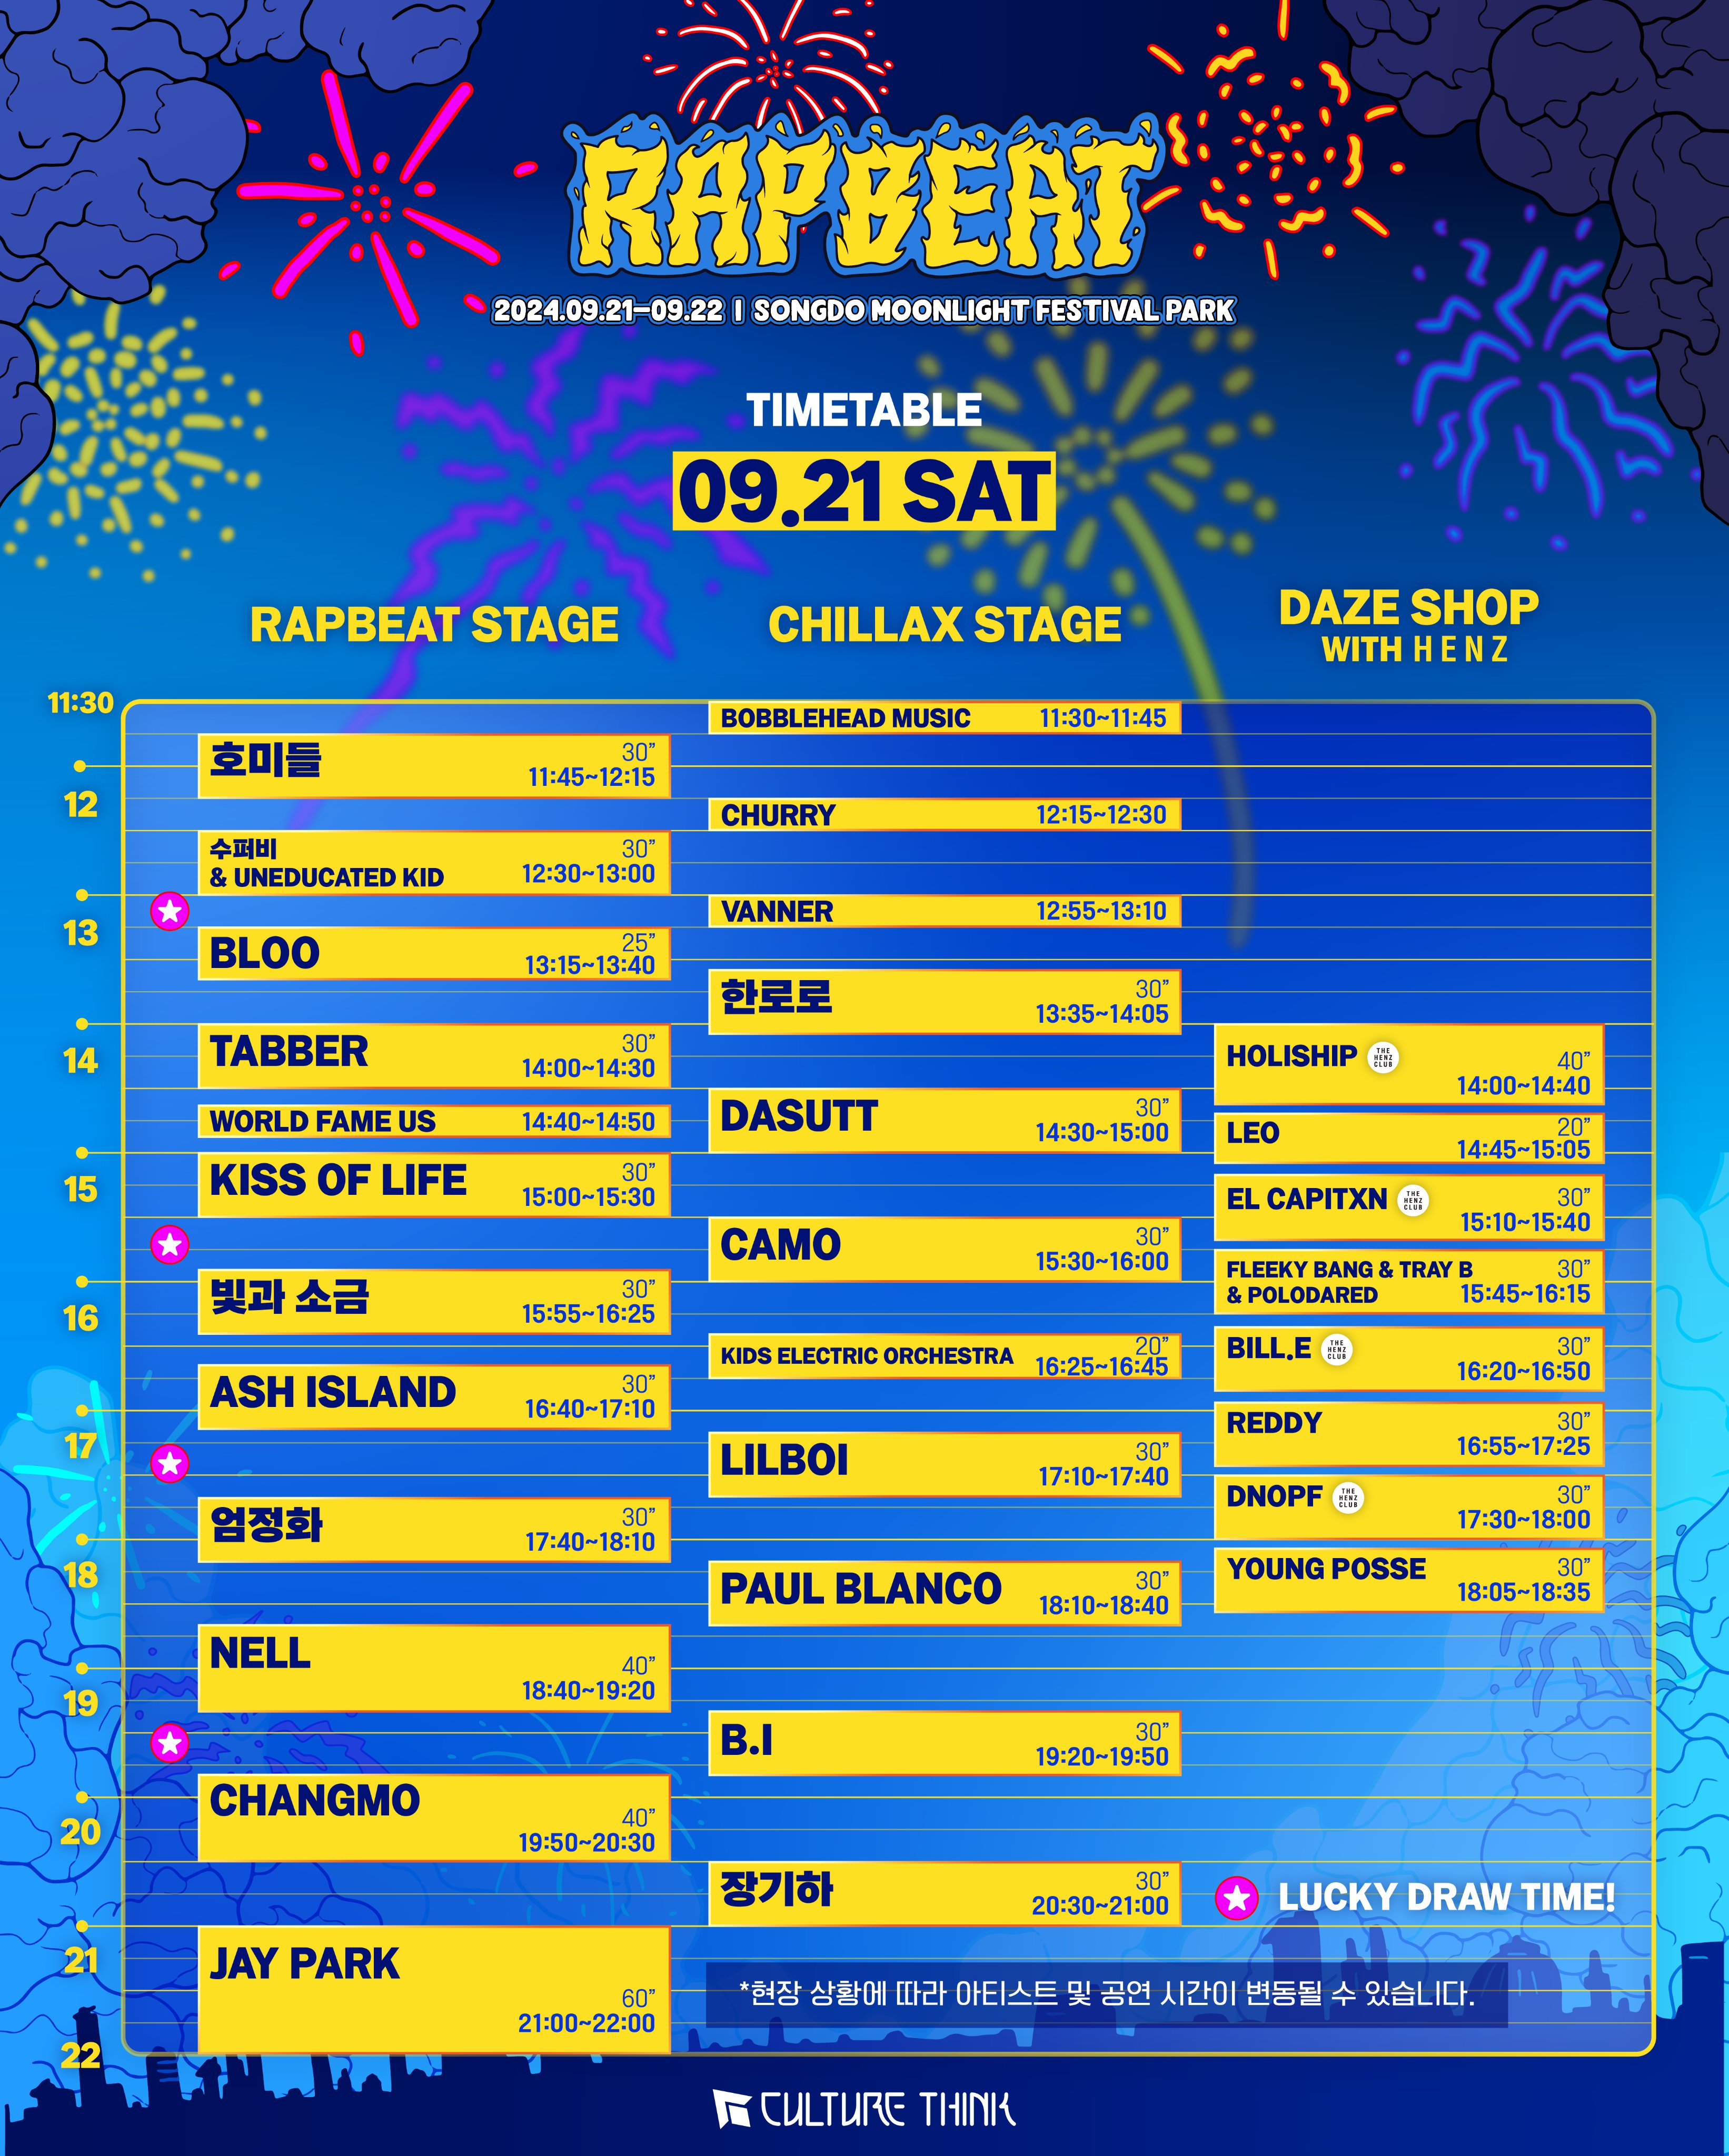 RAPBEAT
2024.09.21–09.22 | SONGDO MOONLIGHT FESTIVAL PARK
TIMETABLE
09.21 SAT
RAPBEAT STAGE
CHILLAX STAGE
DAZE SHOP
WITH HENZ
11:30
12
13
14
15
16
17
18
19
20
21
22
호미들
30”
11:45~12:15
수퍼비
& UNEDUCATED KID
30”
12:30~13:00
BLOO
25”
13:15~13:40
TABBER
30”
14:00~14:30
WORLD FAME US 14:40~14:50
KISS OF LIFE
30”
15:00~15:30
빛과 소금
30”
15:55~16:25
ASH ISLAND
30”
16:40~17:10
엄정화
30”
17:40~18:10
NELL
40”
18:40~19:20
CHANGMO
40”
19:50~20:30
JAY PARK
60”
21:00~22:00
BOBBLEHEAD MUSIC 11:30~11:45
CHURRY 12:15~12:30
VANNER 12:55~13:10
한로로
30”
13:35~14:05
DASUTT
30”
14:30~15:00
CAMO
30”
15:30~16:00
KIDS ELECTRIC ORCHESTRA
20”
16:25~16:45
LILBOI
30”
17:10~17:40
PAUL BLANCO
30”
18:10~18:40
B.I
30”
19:20~19:50
장기하
30”
20:30~21:00
HOLISHIP
THE
HENZ
CLUB
40”
14:00~14:40
LEO
20”
14:45~15:05
EL CAPITXN
THE
HENZ
CLUB
30”
15:10~15:40
FLEEKY BANG & TRAY B
& POLODARED
30”
15:45~16:15
BILL.E
THE
HENZ
CLUB
30”
16:20~16:50
REDDY
30”
16:55~17:25
DNOPF
THE
HENZ
CLUB
30”
17:30~18:00
YOUNG POSSE
30”
18:05~18:35
LUCKY DRAW TIME!
*현장 상황에 따라 아티스트 및 공연 시간이 변동될 수 있습니다.
CULTURE THINK